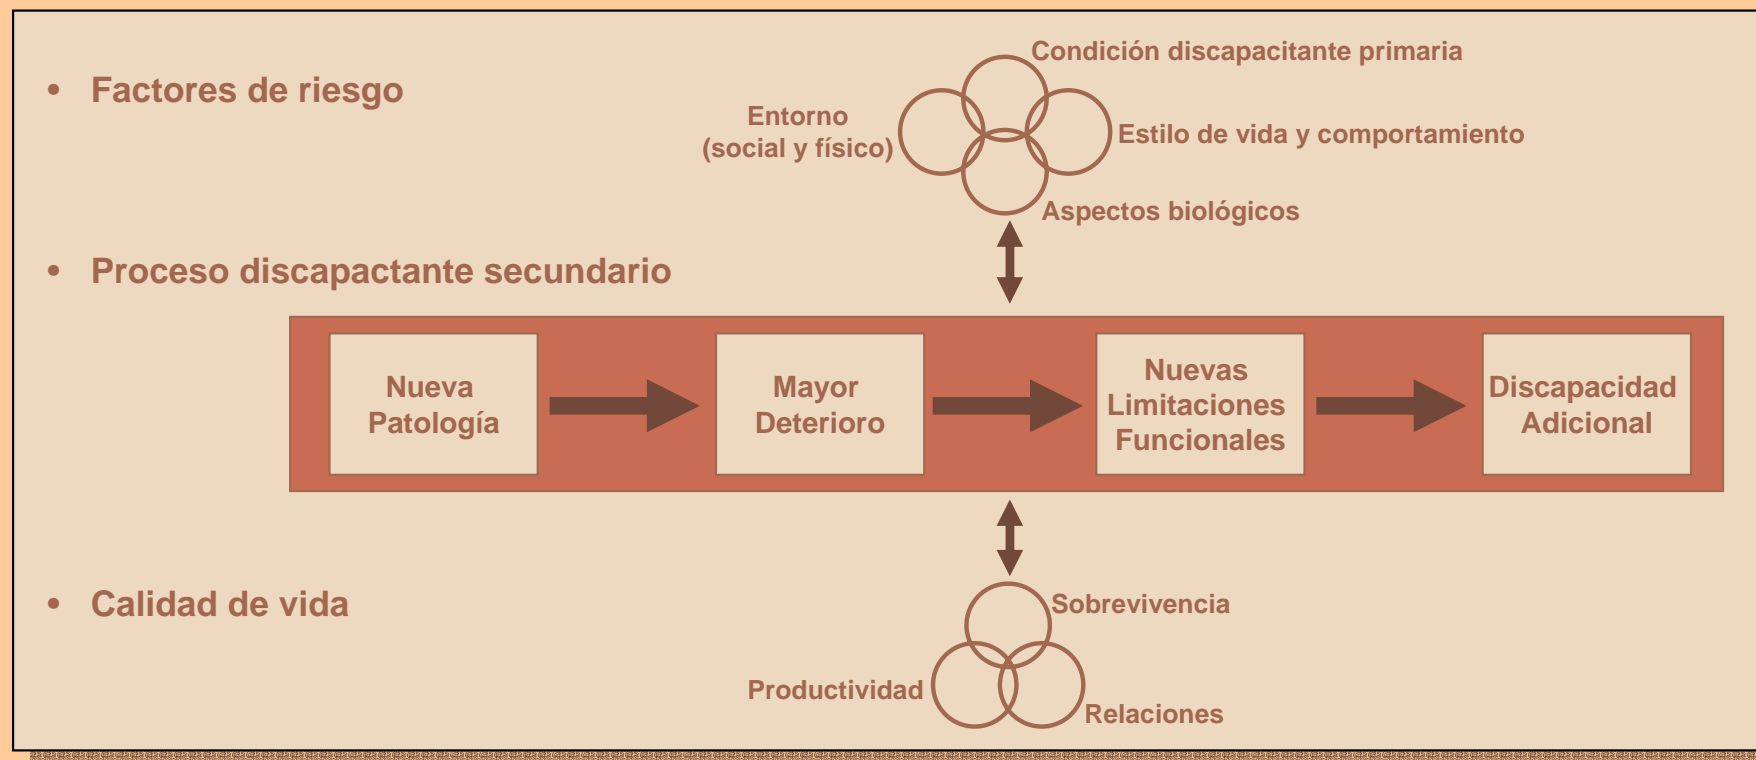 Condición discapacitante primaria
• Factores de riesgo
Entorno
(social y físico)
Estilo de vida y comportamiento
Aspectos biológicos
• Proceso discapactante secundario
Nueva
Patología
Mayor
Deterioro
Nuevas
Limitaciones
Funcionales
Discapacidad
Adicional
• Calidad de vida
Sobrevivencia
Productividad
Relaciones